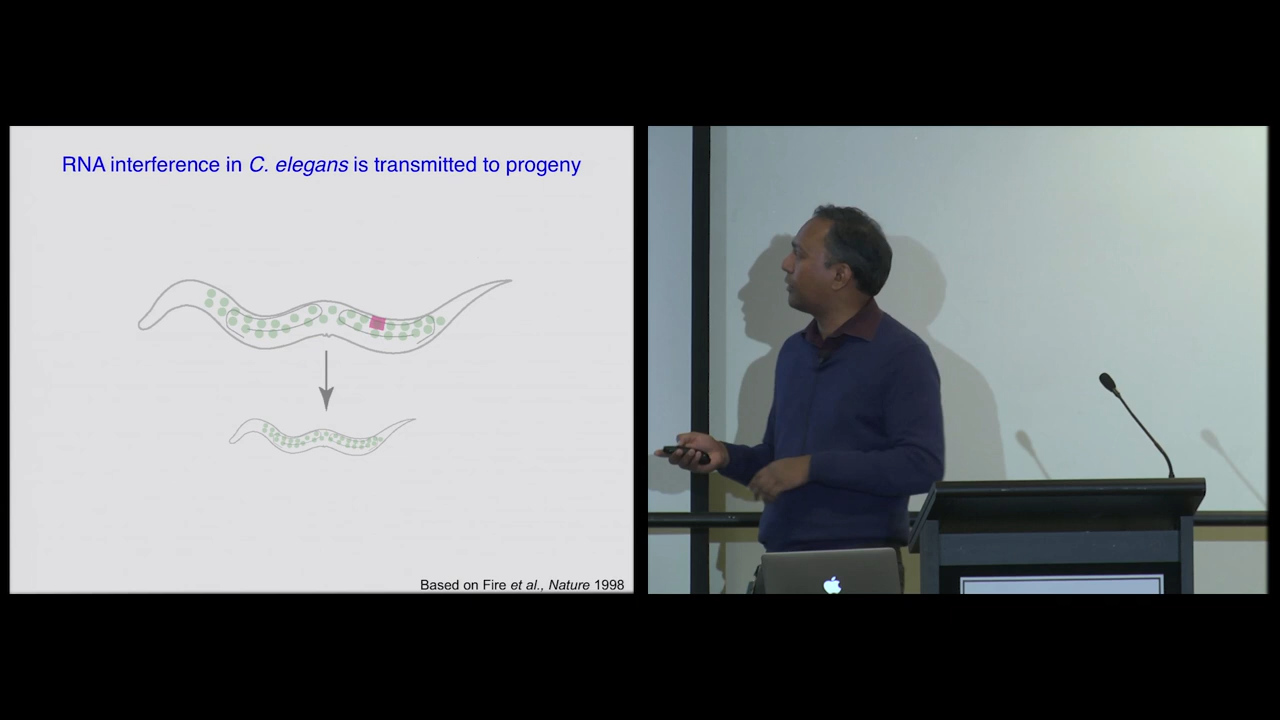 RNA interference in C. elegans is transmitted to progeny
Based on Fire et al., Nature 1998